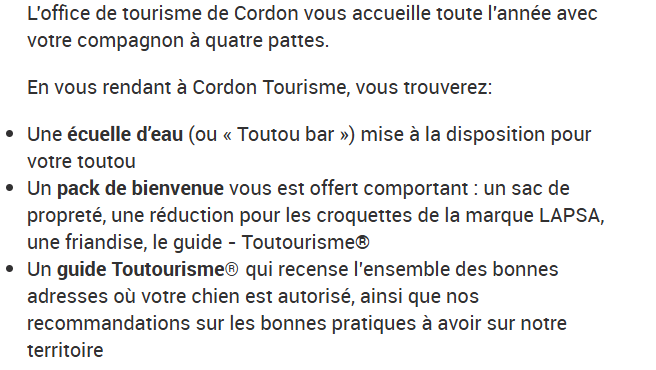 L'office de tourisme de Cordon vous accueille toute l'année avec
votre compagnon à quatre pattes.
En vous rendant à Cordon Tourisme, vous trouverez:
• Une écuelle d'eau (ou « Toutou bar ») mise à la disposition pour
votre toutou
• Un pack de bienvenue vous est offert comportant : un sac de
propreté, une réduction pour les croquettes de la marque LAPSA,
une friandise, le guide - Toutourisme®
• Un guide Toutourisme® qui recense l'ensemble des bonnes
adresses où votre chien est autorisé, ainsi que nos
recommandations sur les bonnes pratiques à avoir sur notre
territoire